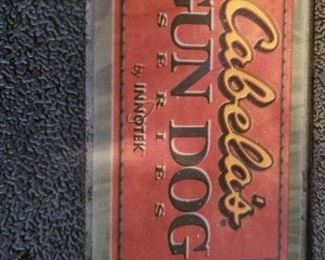 Cabela's
GUN DOG
SERIES
by INNOTEK